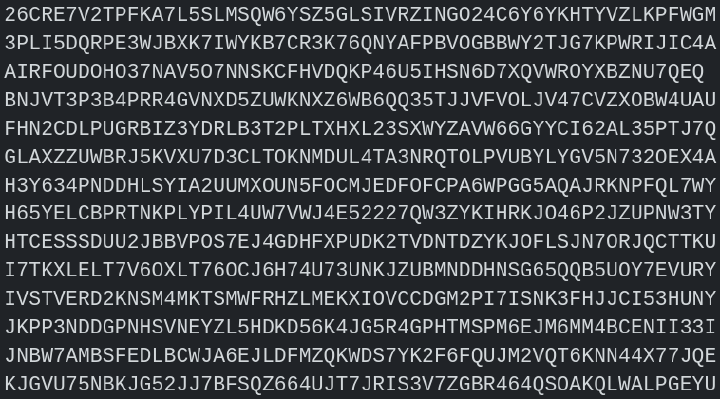 26CRE7V2TPFKA7L5SLMSQW6YSZ5GLSIVRZINGO24C6Y6YKHTYVZLKPFWGM
3PLI5DQRPE3WJBXK7IWYKB7CR3K76QNYAFPBVOGBBWY2TJG7KPWRIJIC4A
AIRFOUDOHO37NAV5O7NNSKCFHVDQKP46U5IHSN6D7XQVWROYXBZNU7QEQ
BNJVT3P3B4PRR4GVNXD5ZUWKNXZ6WB6QQ35TJJVFVOLJV47CVZXOBW4UAU
FHN2CDLPUGRBIZ3YDRLB3T2PLTXHXL23SXWYZAVW66GYYCI62AL35PTJ7Q
GLAXZZUWBRJ5KVXU7D3CLTOKNMDUL4TA3NRQTOLPVUBYLYGV5N732OEX4A
H3Y634PNDDHLSYIA2UUMXOUN5FOCMJEDFOFCPA6WPGG5AQAJRKNPFQL7WY
H65YELCBPRTNKPLYPIL4UW7VWJ4E52227QW3ZYKIHRKJO46P2JZUPNW3TY
HTCESSSDUU2JBBVPOS7EJ4GDHFXPUDK2TVDNTDZYKJOFLSJN7ORJQCTTKU
I7TKXLELT7V6OXLT76OCJ6H74U73UNKJZUBMNDDHNSG65QQB5UOY7EVURY
IVSTVERD2KNSM4MKTSMWFRHZLMEKXIOVCCDGM2PI7ISNK3FHJJCI53HUNY
JKPP3NDDGPNHSVNEYZL5HDKD56K4JG5R4GPHTMSPM6EJM6MM4BCENII33I
JNBW7AMBSFEDLBCWJA6EJLDFMZQKWDS7YK2F6FQUJM2VQT6KNN44X77JQE
KJGVU75NBKJG52JJ7BFSQZ664UJT7JRIS3V7ZGBR464QSOAKQLWALPGEYU